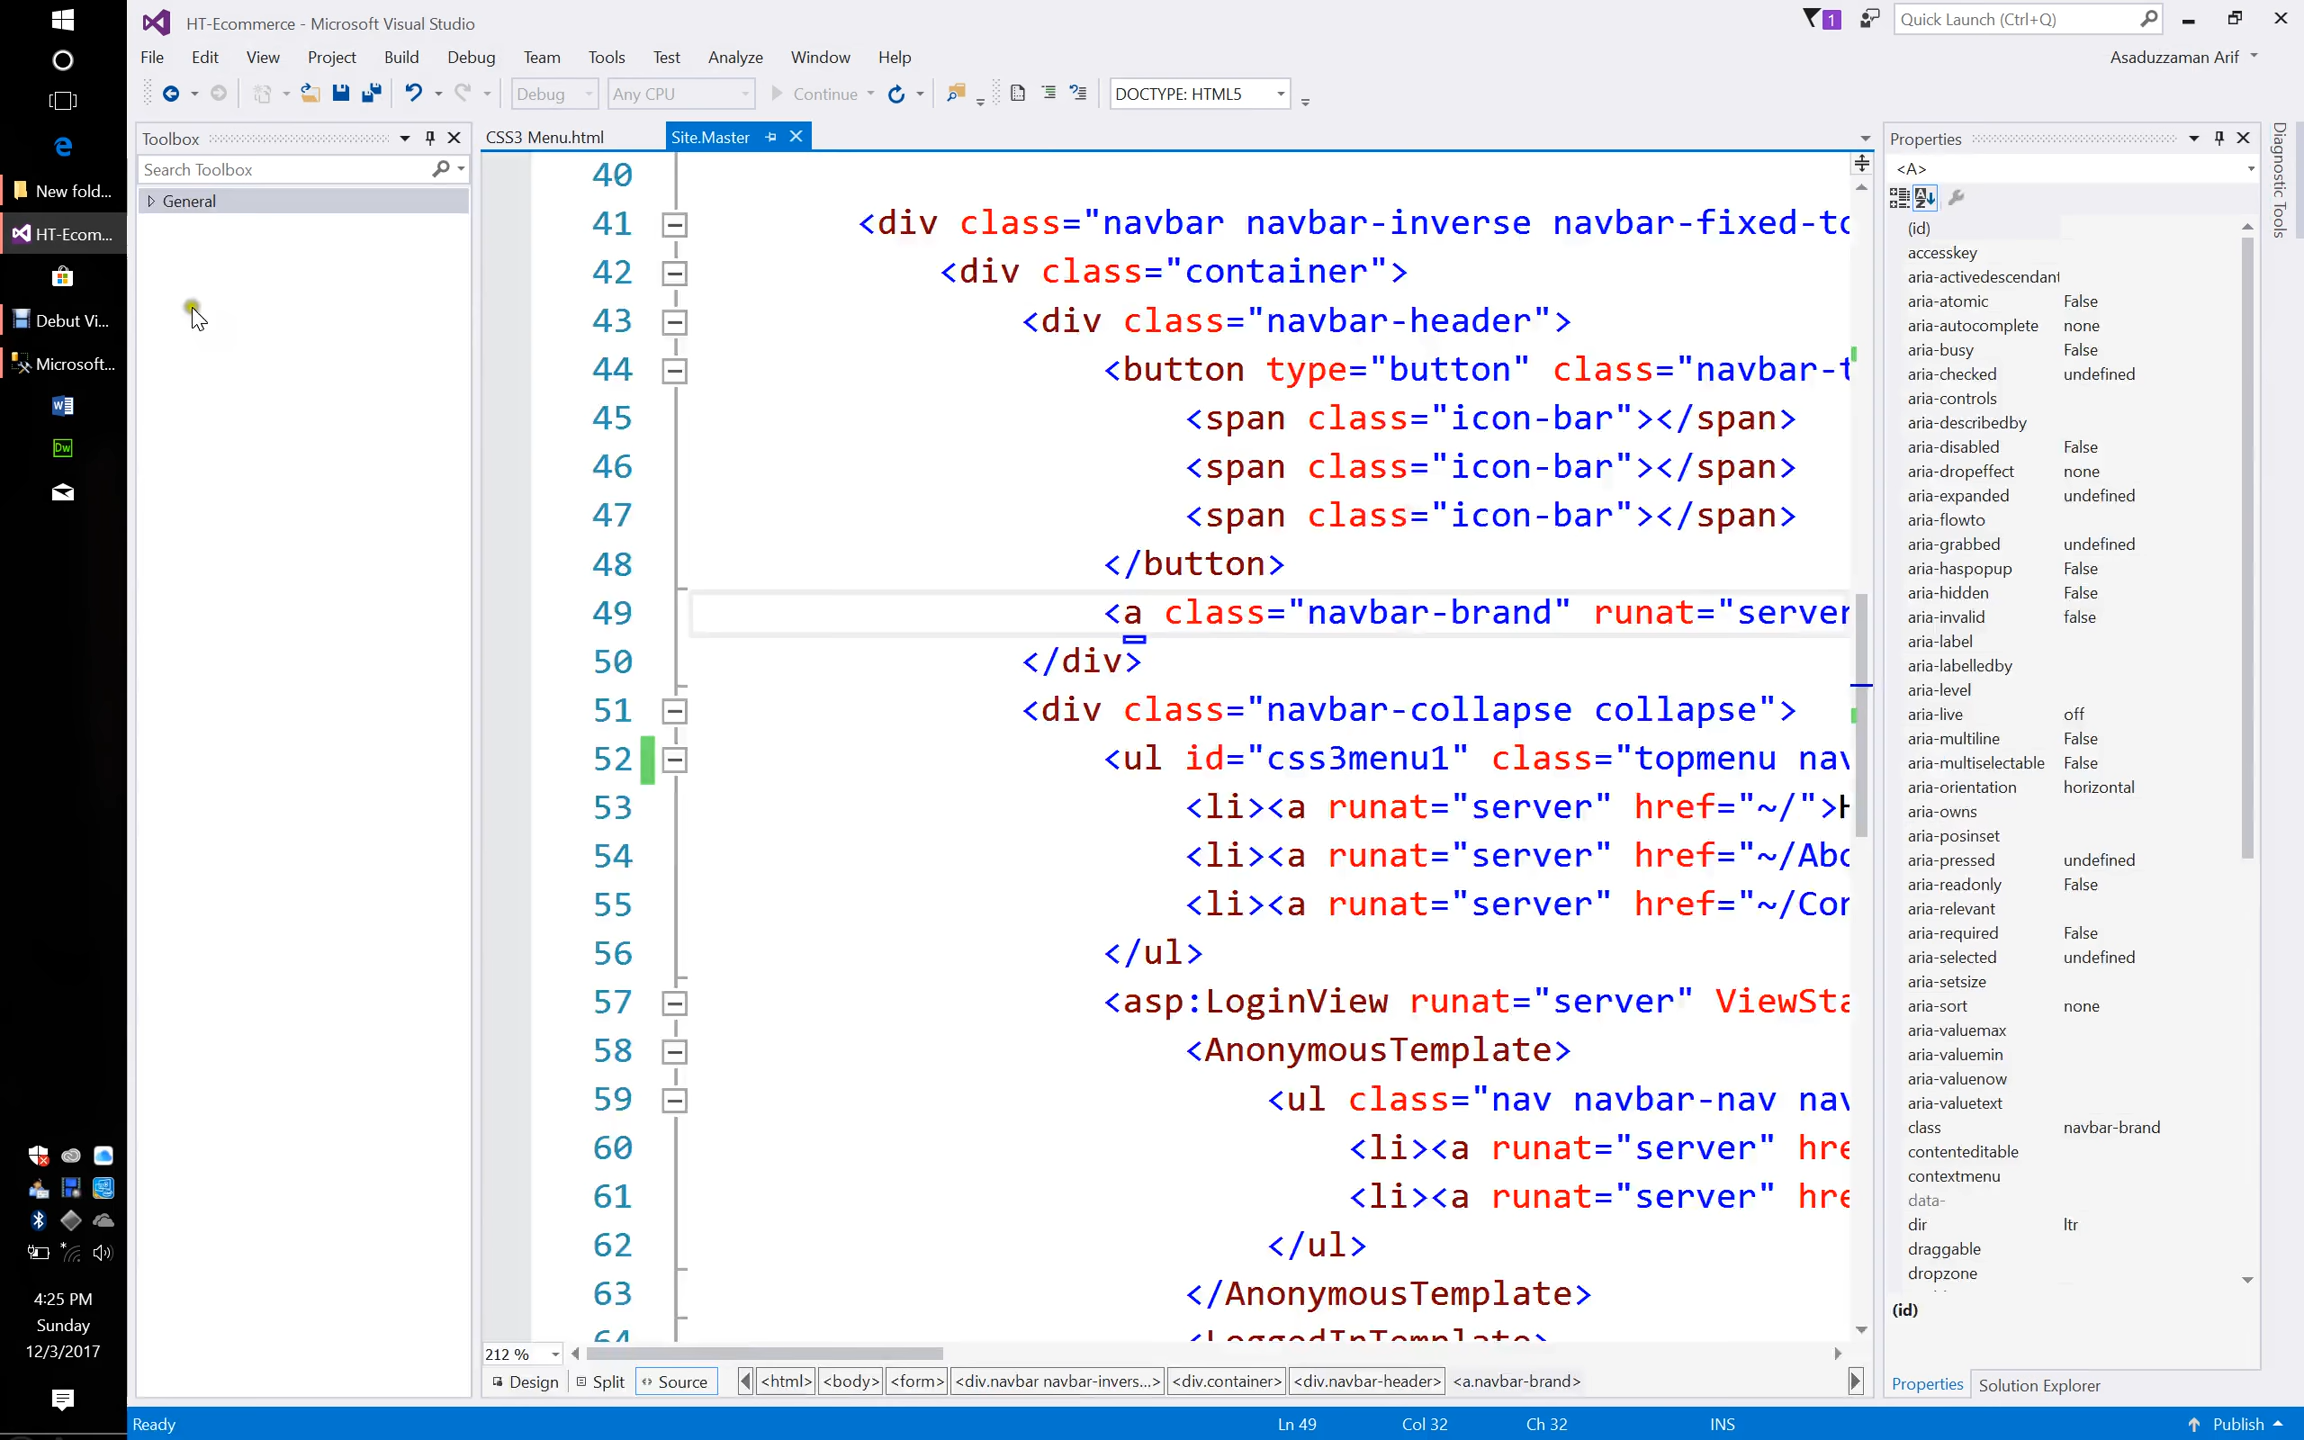 HT-Ecommerce - Microsoft Visual Studio
1
Quick Launch (Ctrl+Q)
File Edit View Project Build Debug Team Tools Test Analyze Window Help
Asaduzzaman Arif
Debug Any CPU Continue DOCTYPE: HTML5
New fold...
HT-Ecom...
Debut Vi...
Microsoft...
Dw
4:25 PM
Sunday
12/3/2017
Toolbox
Search Toolbox
General
CSS3 Menu.html Site.Master
40
41 <div class="navbar navbar-inverse navbar-fixed-to
42 <div class="container">
43 <div class="navbar-header">
44 <button type="button" class="navbar-t
45 <span class="icon-bar"></span>
46 <span class="icon-bar"></span>
47 <span class="icon-bar"></span>
48 </button>
49 <a class="navbar-brand" runat="server
50 </div>
51 <div class="navbar-collapse collapse">
52 <ul id="css3menu1" class="topmenu nav
53 <li><a runat="server" href="~/">H
54 <li><a runat="server" href="~/Abo
55 <li><a runat="server" href="~/Con
56 </ul>
57 <asp:LoginView runat="server" ViewSta
58 <AnonymousTemplate>
59 <ul class="nav navbar-nav nav
60 <li><a runat="server" hre
61 <li><a runat="server" hre
62 </ul>
63 </AnonymousTemplate>
64 <LoggedInTemplate>
212 %
Design Split Source <html> <body> <form> <div.navbar navbar-invers...> <div.container> <div.navbar-header> <a.navbar-brand>
Properties
<A>
(id)
accesskey
aria-activedescendant
aria-atomic False
aria-autocomplete none
aria-busy False
aria-checked undefined
aria-controls
aria-describedby
aria-disabled False
aria-dropeffect none
aria-expanded undefined
aria-flowto
aria-grabbed undefined
aria-haspopup False
aria-hidden False
aria-invalid false
aria-label
aria-labelledby
aria-level
aria-live off
aria-multiline False
aria-multiselectable False
aria-orientation horizontal
aria-owns
aria-posinset
aria-pressed undefined
aria-readonly False
aria-relevant
aria-required False
aria-selected undefined
aria-setsize
aria-sort none
aria-valuemax
aria-valuemin
aria-valuenow
aria-valuetext
class navbar-brand
contenteditable
contextmenu
data-
dir ltr
draggable
dropzone
(id)
Properties Solution Explorer
Diagnostic Tools
Ready Ln 49 Col 32 Ch 32 INS Publish